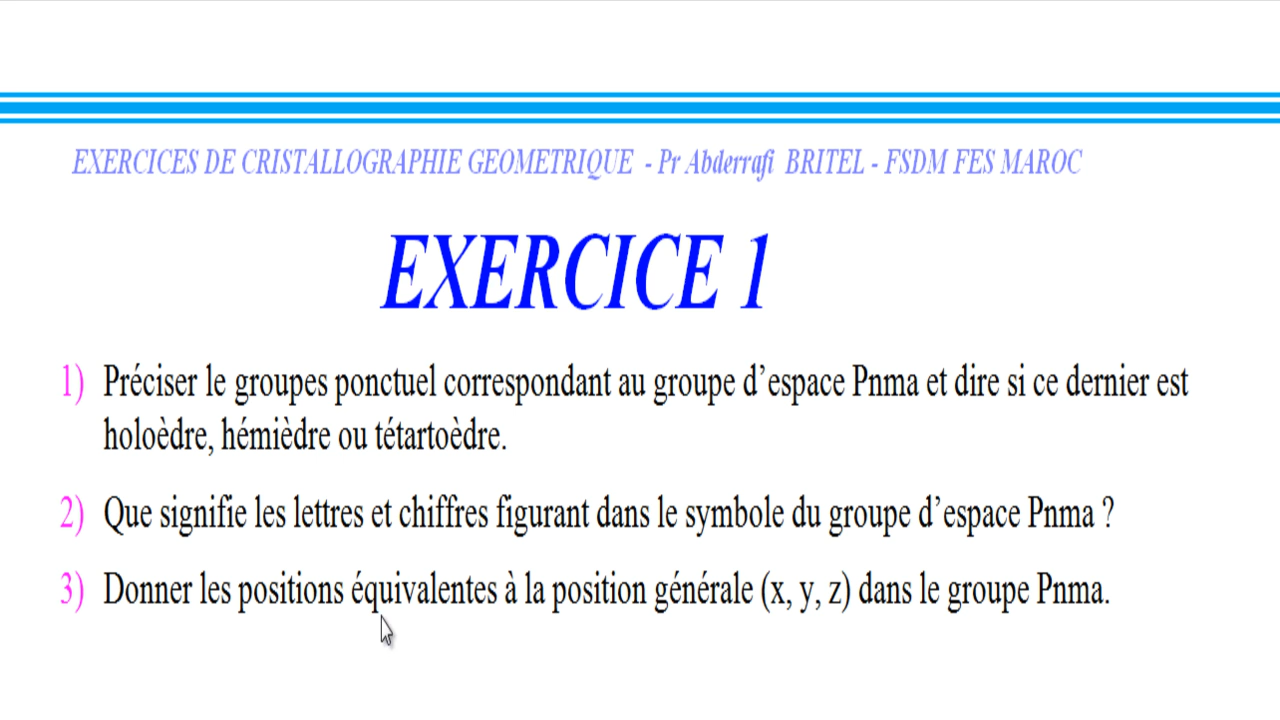 EXERCICES DE CRISTALLOGRAPHIE GEOMETRIQUE - Pr Abderrafi BRITEL - FSDM FES MAROC
EXERCICE 1
1) Préciser le groupes ponctuel correspondant au groupe d’espace Pnma et dire si ce dernier est
holoèdre, hémièdre ou tétartoèdre.
2) Que signifie les lettres et chiffres figurant dans le symbole du groupe d’espace Pnma ?
3) Donner les positions équivalentes à la position générale (x, y, z) dans le groupe Pnma.